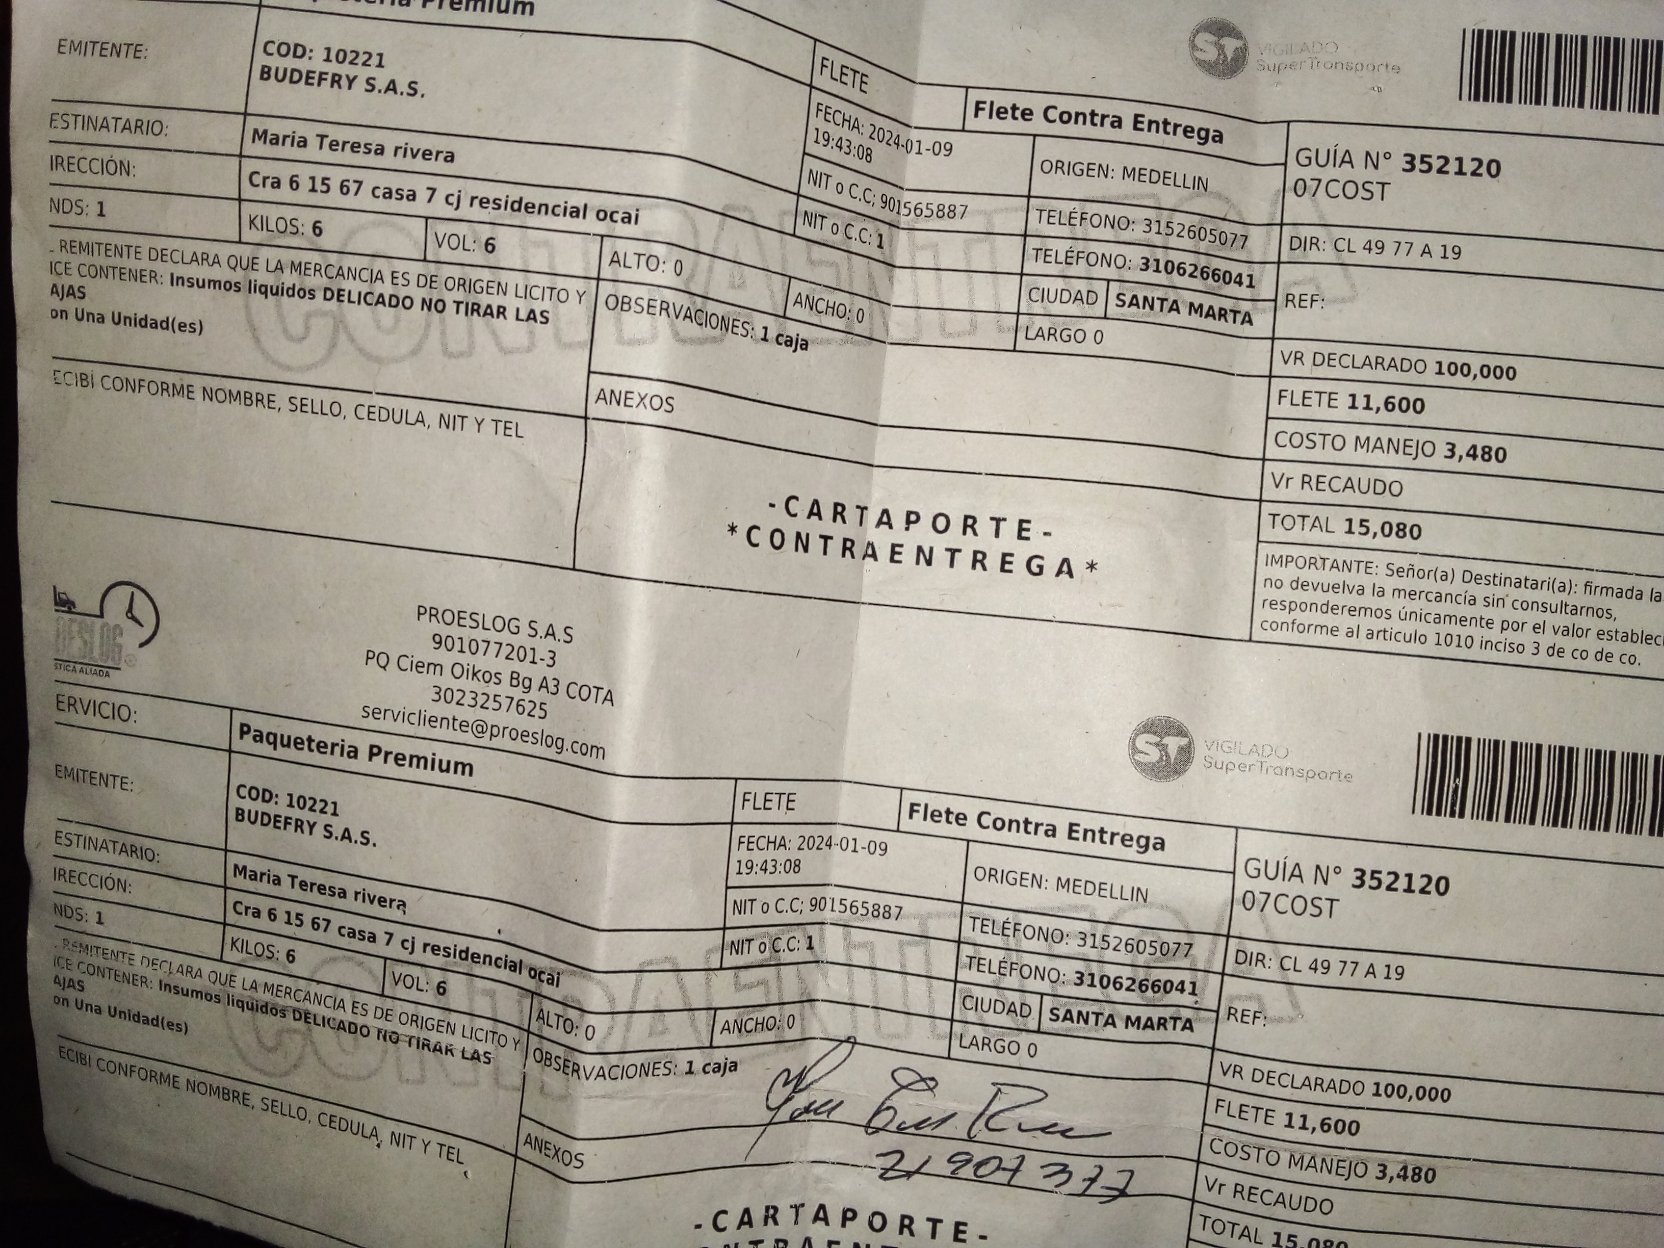 Premium
EMITENTE:
COD: 10221
BUDEFRY S.A.S.
FLETE
Flete Contra Entrega
ST
VIGILADO
SuperTransporte
ESTINATARIO:
Maria Teresa rivera
FECHA: 2024-01-09
19:43:08
ORIGEN: MEDELLIN
GUÍA N° 352120
07COST
IRECCIÓN:
Cra 6 15 67 casa 7 cj residencial ocai
NIT o C.C; 901565887
TELÉFONO: 3152605077
DIR: CL 49 77 A 19
NDS: 1
KILOS: 6
VOL: 6
NIT o C.C: 1
TELÉFONO: 3106266041
ALTO: 0
ANCHO: 0
CIUDAD
SANTA MARTA
REF:
LARGO 0
CONTRAENTREGA
REMITENTE DECLARA QUE LA MERCANCIA ES DE ORIGEN LICITO Y
ICE CONTENER: Insumos liquidos DELICADO NO TIRAR LAS
AJAS
on Una Unidad(es)
OBSERVACIONES: 1 caja
VR DECLARADO 100,000
FLETE 11,600
COSTO MANEJO 3,480
Vr RECAUDO
TOTAL 15,080
ECIBI CONFORME NOMBRE, SELLO, CEDULA, NIT Y TEL
ANEXOS
-CARTAPORTE-
*CONTRAENTREGA*
IMPORTANTE: Señor(a) Destinatari(a): firmada la
no devuelva la mercancía sin consultarnos,
responderemos únicamente por el valor establec
conforme al articulo 1010 inciso 3 de co de co.
ESLOG
STICA ALIADA
PROESLOG S.A.S
901077201-3
PQ Ciem Oikos Bg A3 COTA
3023257625
servicliente@proeslog.com
ERVICIO:
Paqueteria Premium
ST
VIGILADO
SuperTransporte
EMITENTE:
COD: 10221
BUDEFRY S.A.S.
FLETE
Flete Contra Entrega
ESTINATARIO:
Maria Teresa rivera
FECHA: 2024-01-09
19:43:08
ORIGEN: MEDELLIN
GUÍA N° 352120
07COST
IRECCIÓN:
Cra 6 15 67 casa 7 cj residencial ocai
NIT o C.C; 901565887
TELÉFONO: 3152605077
DIR: CL 49 77 A 19
NDS: 1
KILOS: 6
VOL: 6
NIT o C.C: 1
TELÉFONO: 3106266041
ALTO: 0
ANCHO: 0
CIUDAD
SANTA MARTA
REF:
LARGO 0
CONTRAENTREGA
REMITENTE DECLARA QUE LA MERCANCIA ES DE ORIGEN LICITO Y
ICE CONTENER: Insumos liquidos DELICADO NO TIRAR LAS
AJAS
on Una Unidad(es)
OBSERVACIONES: 1 caja
VR DECLARADO 100,000
FLETE 11,600
COSTO MANEJO 3,480
Vr RECAUDO
TOTAL 15,080
ECIBI CONFORME NOMBRE, SELLO, CEDULA, NIT Y TEL
ANEXOS
21907377
-CARTAPORTE-